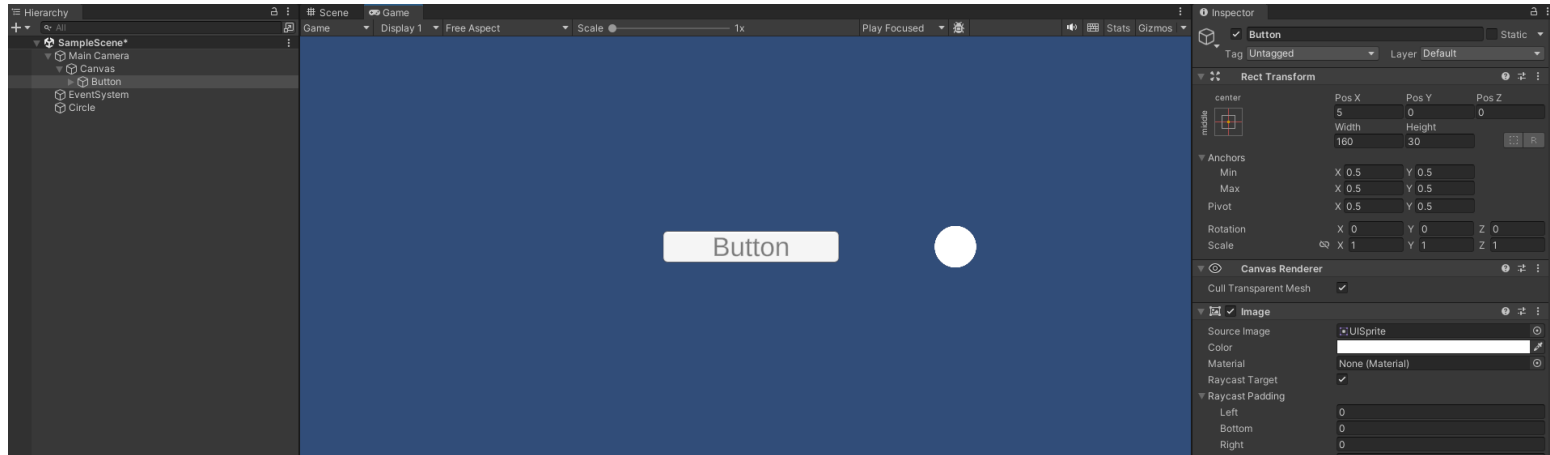 Hierarchy
All
SampleScene*
Main Camera
Canvas
Button
EventSystem
Circle
Scene Game
Game Display 1 Free Aspect Scale 1x Play Focused Stats Gizmos
Button
Inspector
Button Static
Tag Untagged Layer Default
Rect Transform
center
middle
Pos X Pos Y Pos Z
5 0 0
Width Height
160 30 R
Anchors
Min X 0.5 Y 0.5
Max X 0.5 Y 0.5
Pivot X 0.5 Y 0.5
Rotation X 0 Y 0 Z 0
Scale X 1 Y 1 Z 1
Canvas Renderer
Cull Transparent Mesh
Image
Source Image UISprite
Color
Material None (Material)
Raycast Target
Raycast Padding
Left 0
Bottom 0
Right 0